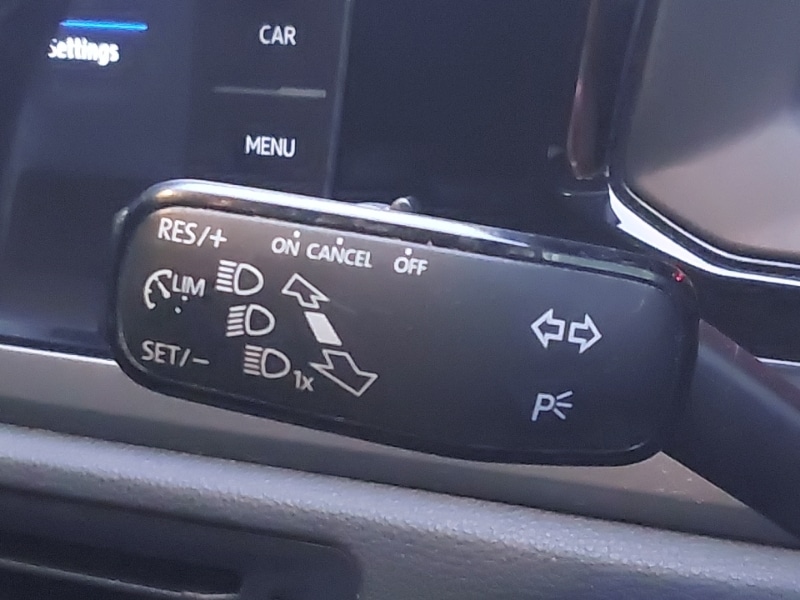 Settings
CAR
MENU
RES/+
ON CANCEL OFF
LIM
SET/-
1x
P